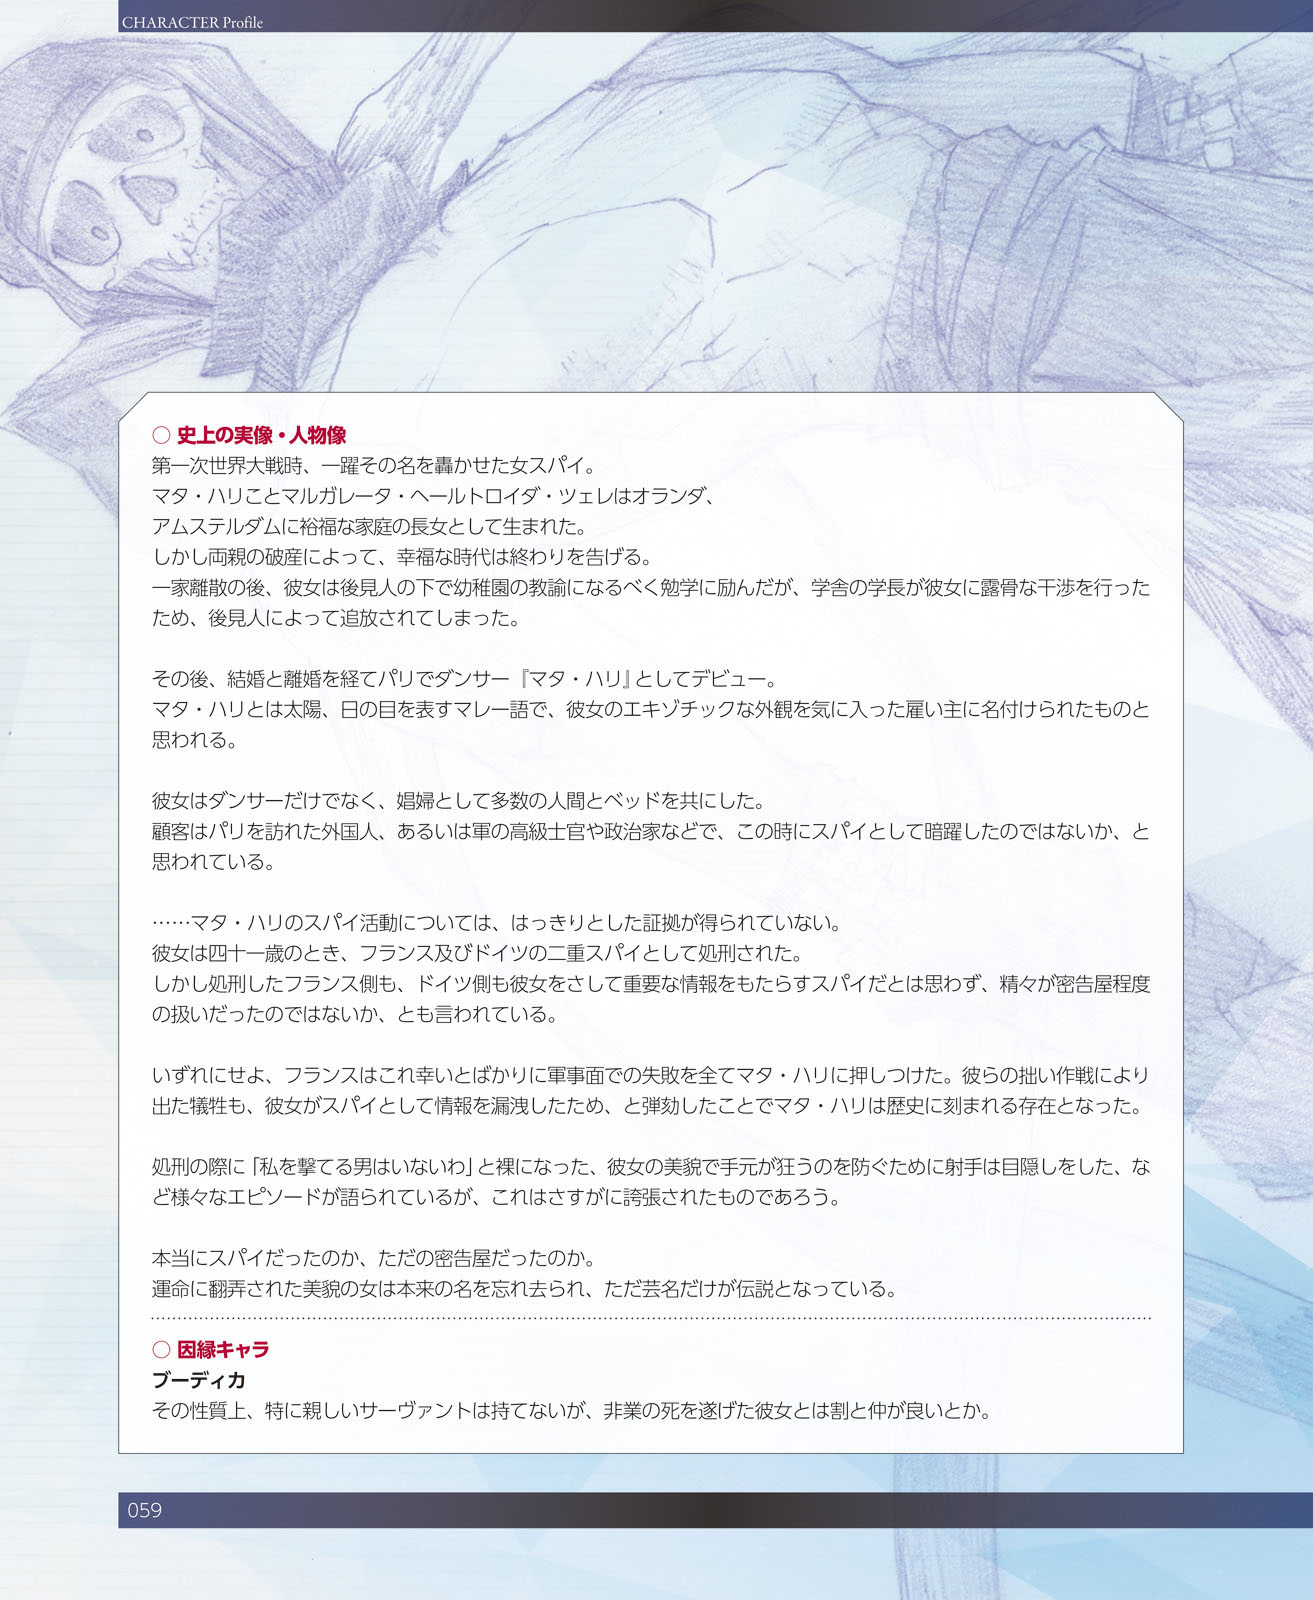 CHARACTER Profile
○ 史上の実像・人物像
第一次世界大戦時、一躍その名を轟かせた女スパイ。
マタ・ハリことマルガレータ・ヘールトロイダ・ツェレはオランダ、
アムステルダムに裕福な家庭の長女として生まれた。
しかし両親の破産によって、幸福な時代は終わりを告げる。
一家離散の後、彼女は後見人の下で幼稚園の教諭になるべく勉学に励んだが、学舎の学長が彼女に露骨な干渉を行った
ため、後見人によって追放されてしまった。
その後、結婚と離婚を経てパリでダンサー『マタ・ハリ』としてデビュー。
マタ・ハリとは太陽、日の目を表すマレー語で、彼女のエキゾチックな外観を気に入った雇い主に名付けられたものと
思われる。
彼女はダンサーだけでなく、娼婦として多数の人間とベッドを共にした。
顧客はパリを訪れた外国人、あるいは軍の高級士官や政治家などで、この時にスパイとして暗躍したのではないか、と
思われている。
……マタ・ハリのスパイ活動については、はっきりとした証拠が得られていない。
彼女は四十一歳のとき、フランス及びドイツの二重スパイとして処刑された。
しかし処刑したフランス側も、ドイツ側も彼女をさして重要な情報をもたらすスパイだとは思わず、精々が密告屋程度
の扱いだったのではないか、とも言われている。
いずれにせよ、フランスはこれ幸いとばかりに軍事面での失敗を全てマタ・ハリに押しつけた。彼らの拙い作戦により
出た犠牲も、彼女がスパイとして情報を漏洩したため、と弾劾したことでマタ・ハリは歴史に刻まれる存在となった。
処刑の際に「私を撃てる男はいないわ」と裸になった、彼女の美貌で手元が狂うのを防ぐために射手は目隠しをした、な
ど様々なエピソードが語られているが、これはさすがに誇張されたものであろう。
本当にスパイだったのか、ただの密告屋だったのか。
運命に翻弄された美貌の女は本来の名を忘れ去られ、ただ芸名だけが伝説となっている。
○ 因縁キャラ
ブーディカ
その性質上、特に親しいサーヴァントは持てないが、非業の死を遂げた彼女とは割と仲が良いとか。
059